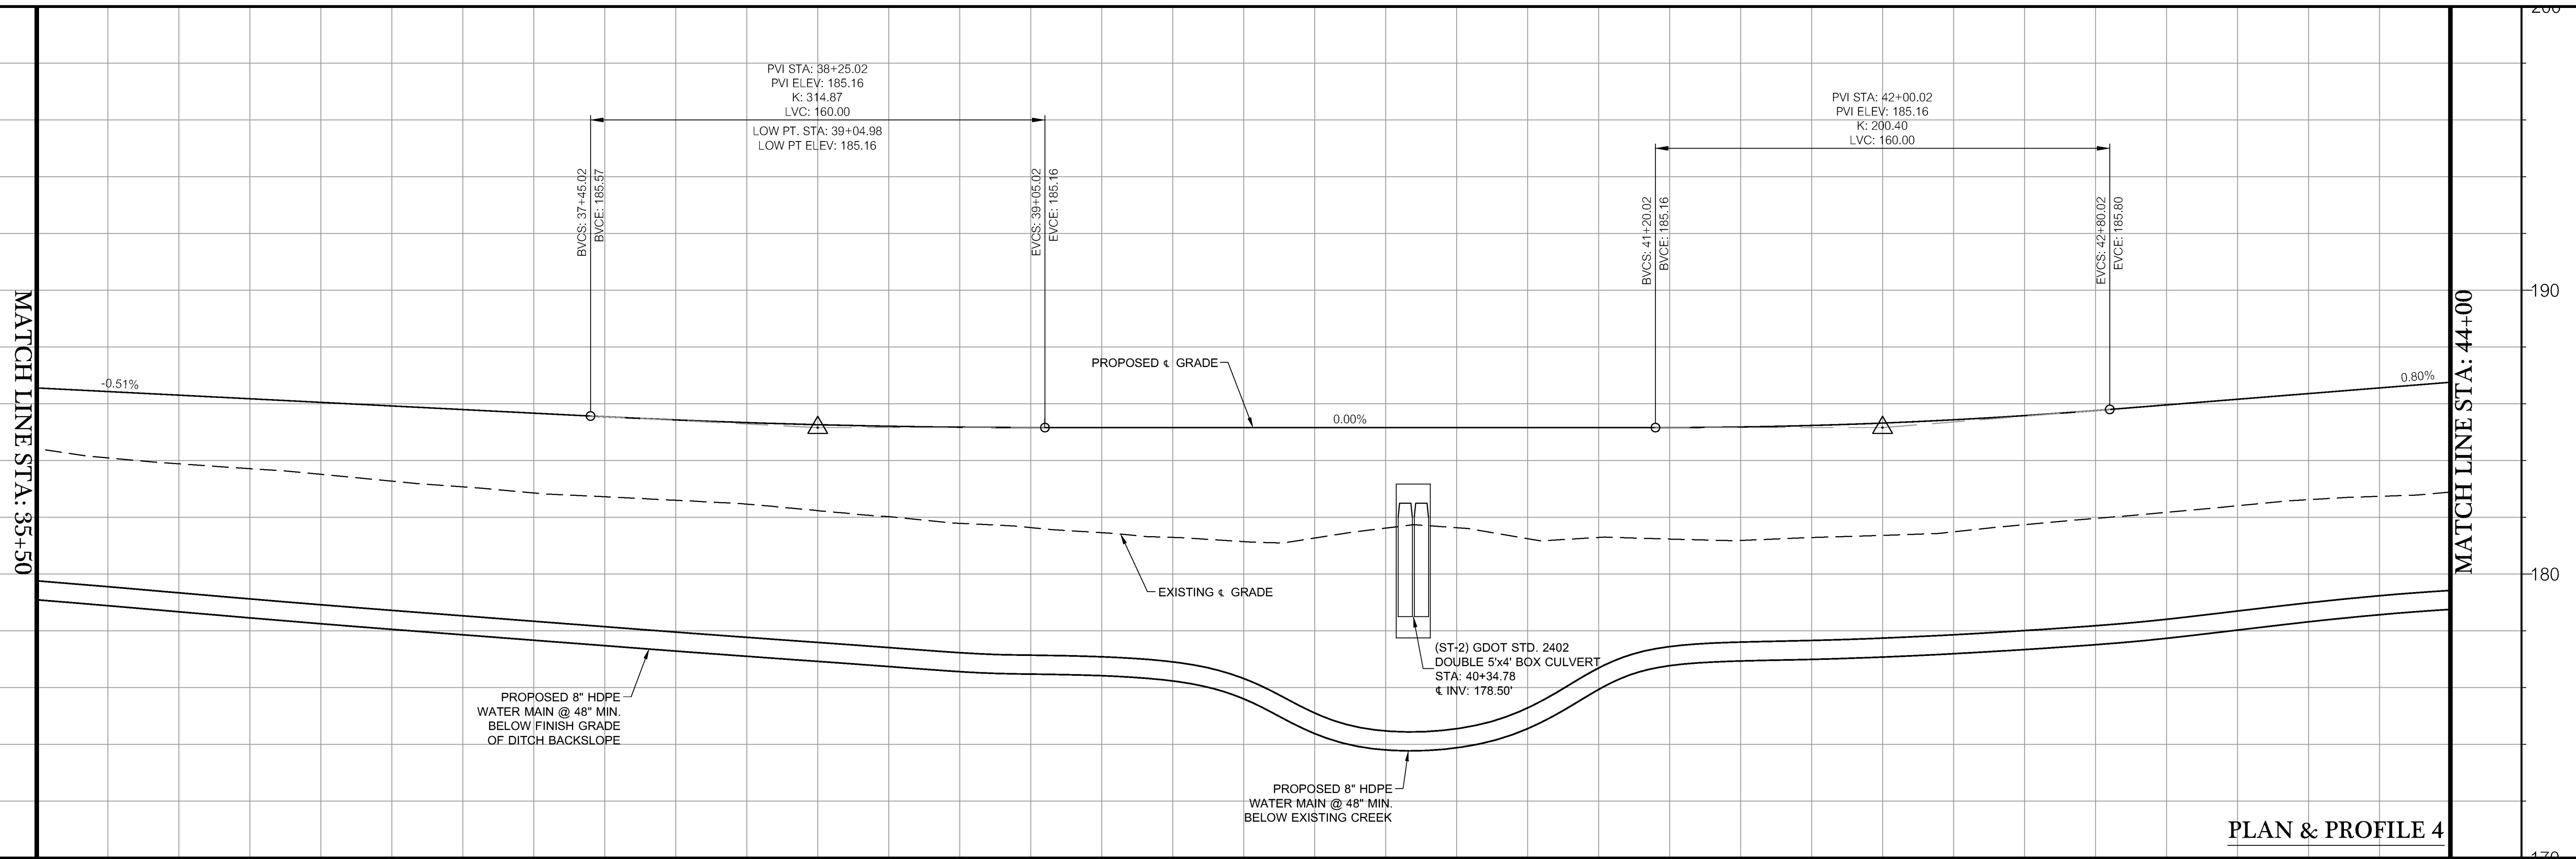 200
PVI STA: 38+25.02
PVI ELEV: 185.16
K: 314.87
LVC: 160.00
LOW PT. STA: 39+04.98
LOW PT ELEV: 185.16
PVI STA: 42+00.02
PVI ELEV: 185.16
K: 200.40
LVC: 160.00
BVCS: 37+45.02
BVCE: 185.57
EVCS: 39+05.02
EVCE: 185.16
BVCS: 41+20.02
BVCE: 185.16
EVCS: 42+80.02
EVCE: 185.80
190
MATCH LINE STA: 35+50
MATCH LINE STA: 44+00
PROPOSED ℄ GRADE
-0.51%
0.00%
0.80%
180
EXISTING ℄ GRADE
(ST-2) GDOT STD. 2402
DOUBLE 5'x4' BOX CULVERT
STA: 40+34.78
℄ INV: 178.50'
PROPOSED 8" HDPE
WATER MAIN @ 48" MIN.
BELOW FINISH GRADE
OF DITCH BACKSLOPE
PROPOSED 8" HDPE
WATER MAIN @ 48" MIN.
BELOW EXISTING CREEK
PLAN & PROFILE 4
170